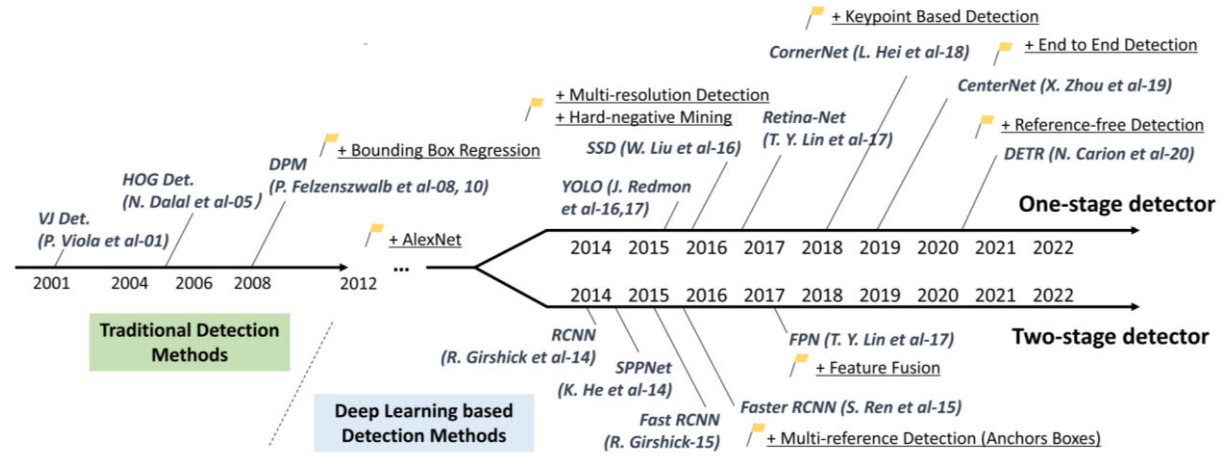 + Keypoint Based Detection
CornerNet (L. Hei et al-18)
+ End to End Detection
CenterNet (X. Zhou et al-19)
+ Multi-resolution Detection
+ Hard-negative Mining
SSD (W. Liu et al-16)
Retina-Net
(T. Y. Lin et al-17)
+ Reference-free Detection
DETR (N. Carion et al-20)
+ Bounding Box Regression
DPM
(P. Felzenszwalb et al-08, 10)
HOG Det.
(N. Dalal et al-05)
VJ Det.
(P. Viola et al-01)
YOLO (J. Redmon
et al-16,17)
One-stage detector
+ AlexNet
...
2014 2015 2016 2017 2018 2019 2020 2021 2022
2001 2004 2006 2008 2012
2014 2015 2016 2017 2018 2019 2020 2021 2022
Two-stage detector
Traditional Detection
Methods
Deep Learning based
Detection Methods
RCNN
(R. Girshick et al-14)
SPPNet
(K. He et al-14)
Fast RCNN
(R. Girshick-15)
FPN (T. Y. Lin et al-17)
+ Feature Fusion
Faster RCNN (S. Ren et al-15)
+ Multi-reference Detection (Anchors Boxes)